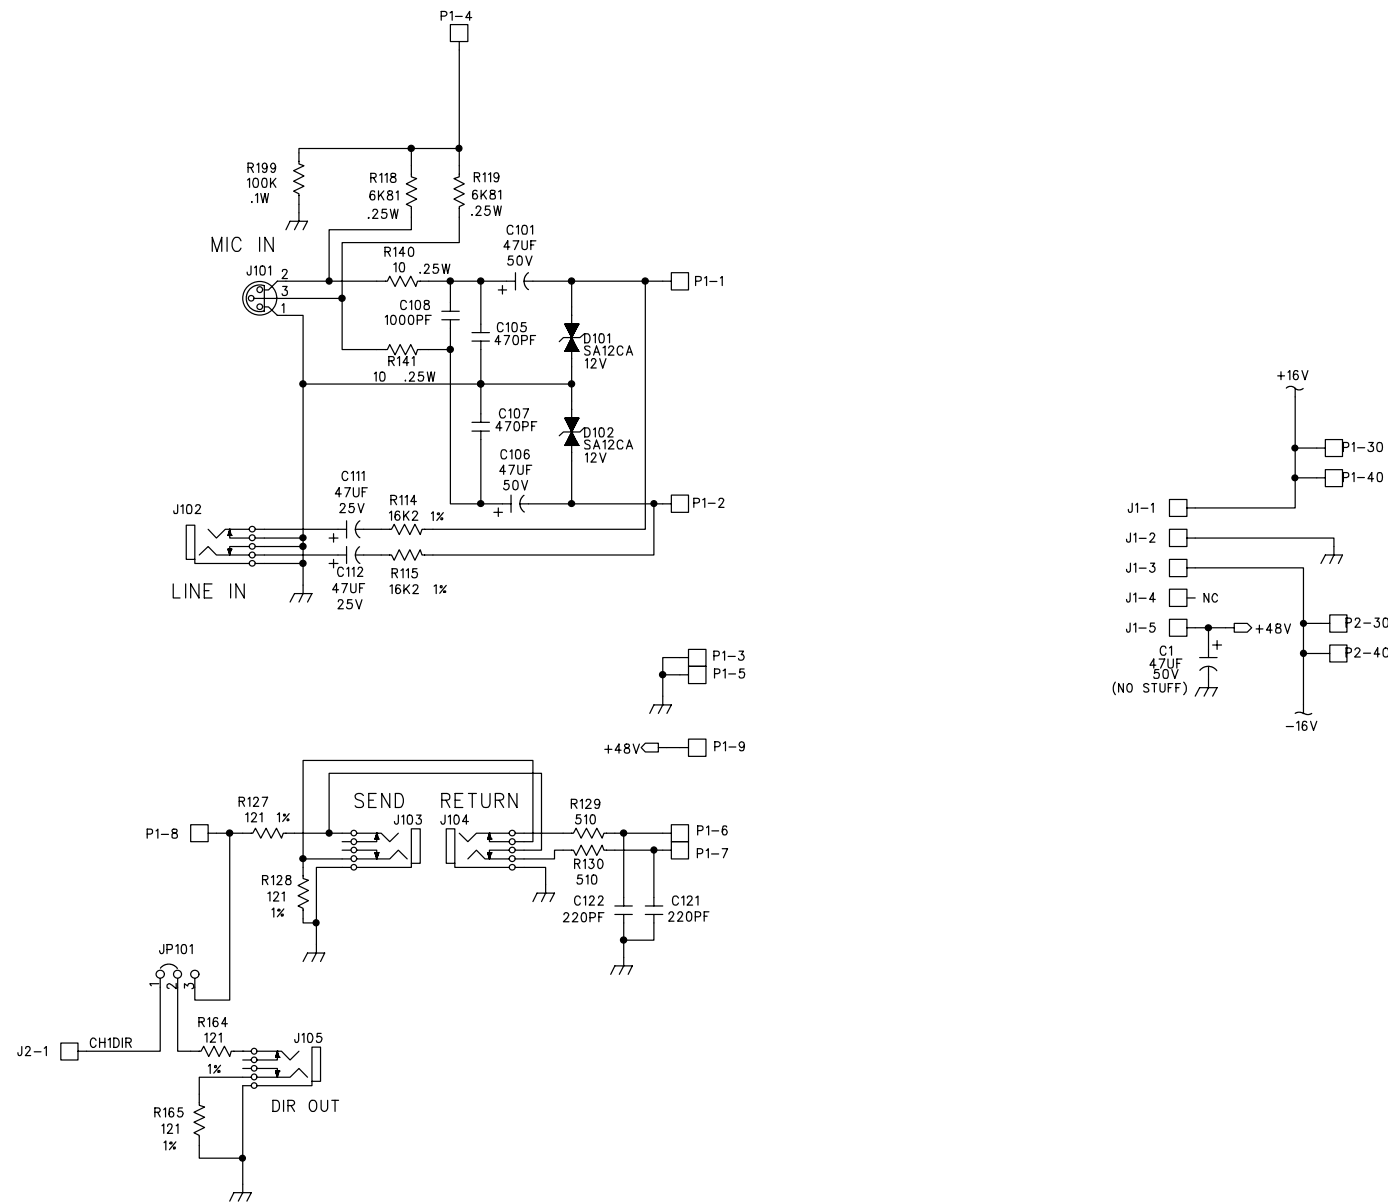 P1-4
R199
100K
.1W
R118
6K81
.25W
R119
6K81
.25W
MIC IN
J101
2
3
1
R140
10 .25W
C101
47UF
50V
+
P1-1
C108
1000PF
C105
470PF
D101
SA12CA
12V
R141
10 .25W
C107
470PF
D102
SA12CA
12V
C106
47UF
50V
+
P1-2
C111
47UF
25V
+
R114
16K2 1%
J102
LINE IN
+
C112
47UF
25V
R115
16K2 1%
+16V
P1-30
P1-40
J1-1
J1-2
J1-3
J1-4
NC
J1-5
+48V
P2-30
P2-40
C1
47UF
50V
(NO STUFF)
+
-16V
P1-3
P1-5
+48V
P1-9
SEND
RETURN
R127
121 1%
J103
J104
R129
510
P1-8
P1-6
P1-7
R130
510
R128
121
1%
C122
220PF
C121
220PF
JP101
1
2
3
J2-1
CH1DIR
R164
121
1%
J105
DIR OUT
R165
121
1%